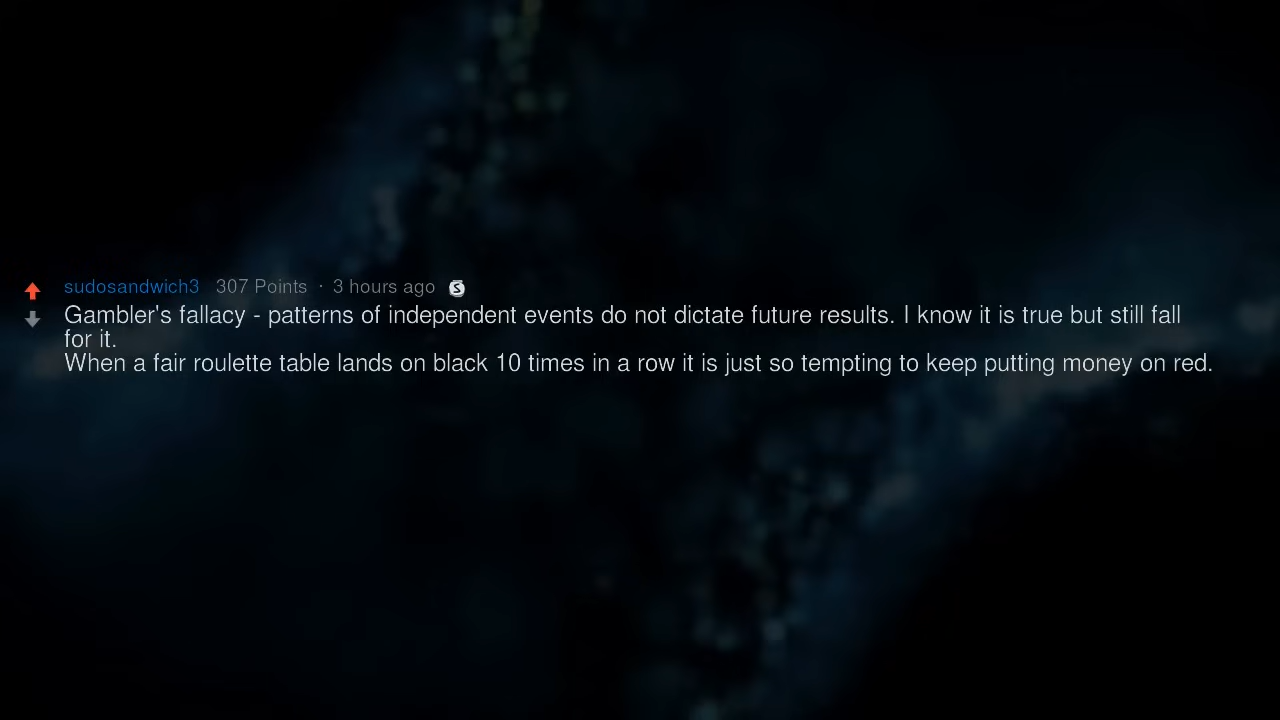 sudosandwich3 307 Points · 3 hours ago S
Gambler's fallacy - patterns of independent events do not dictate future results. I know it is true but still fall
for it.
When a fair roulette table lands on black 10 times in a row it is just so tempting to keep putting money on red.